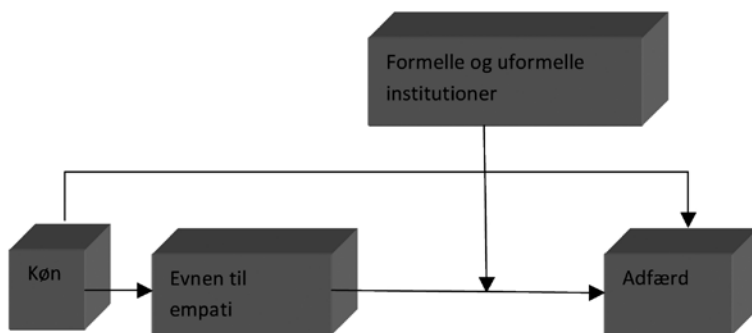 Formelle og uformelle
institutioner
Køn
Evnen til
empati
Adfærd